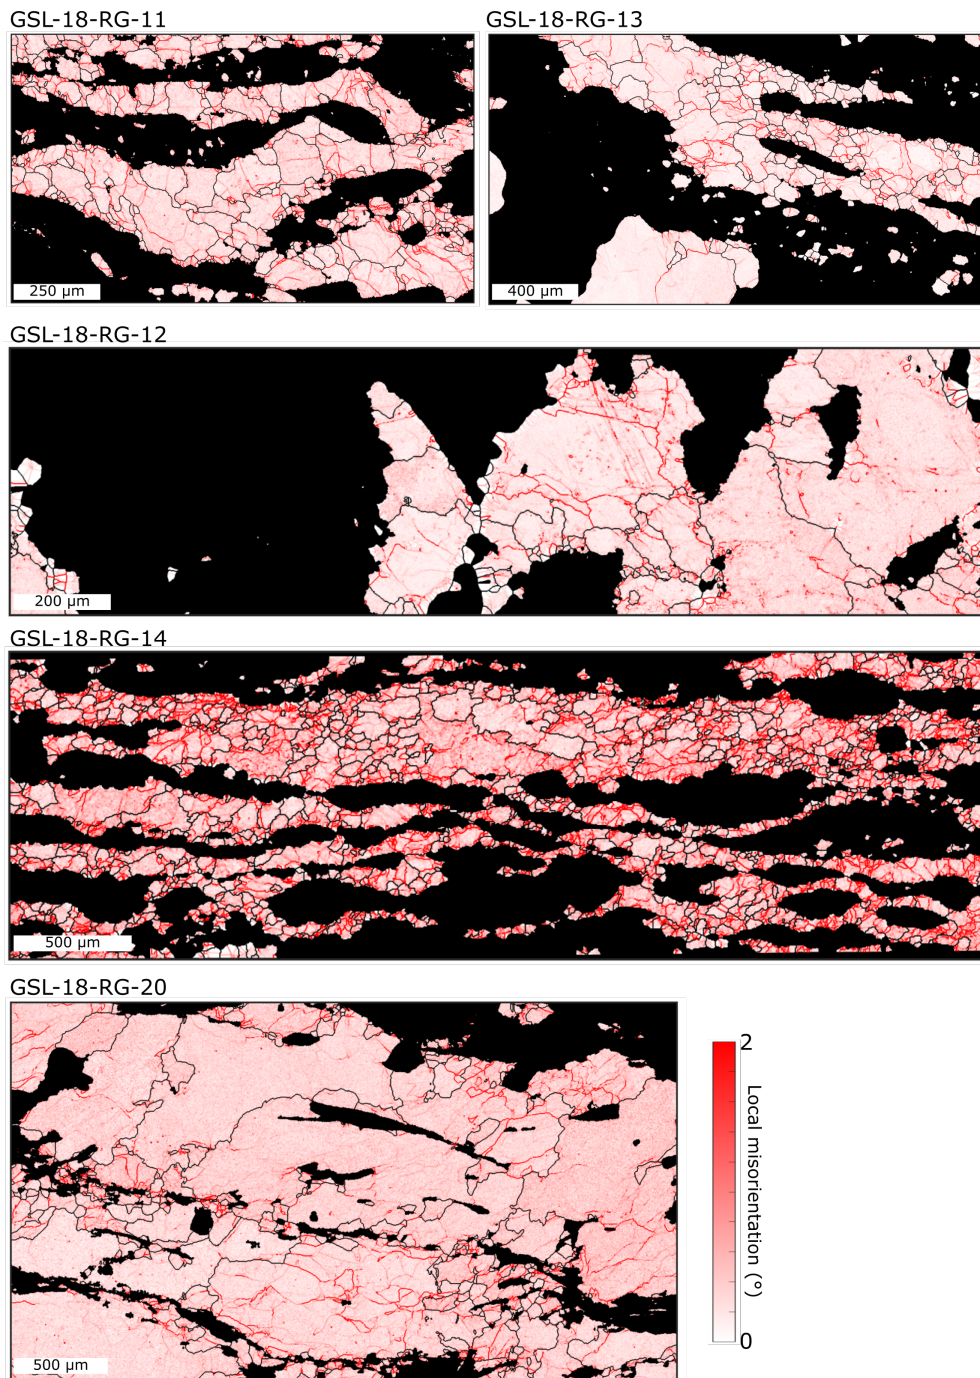 GSL-18-RG-11
GSL-18-RG-13
250 µm
400 µm
GSL-18-RG-12
200 µm
GSL-18-RG-14
500 µm
GSL-18-RG-20
2
Local misorientation (°)
0
500 µm